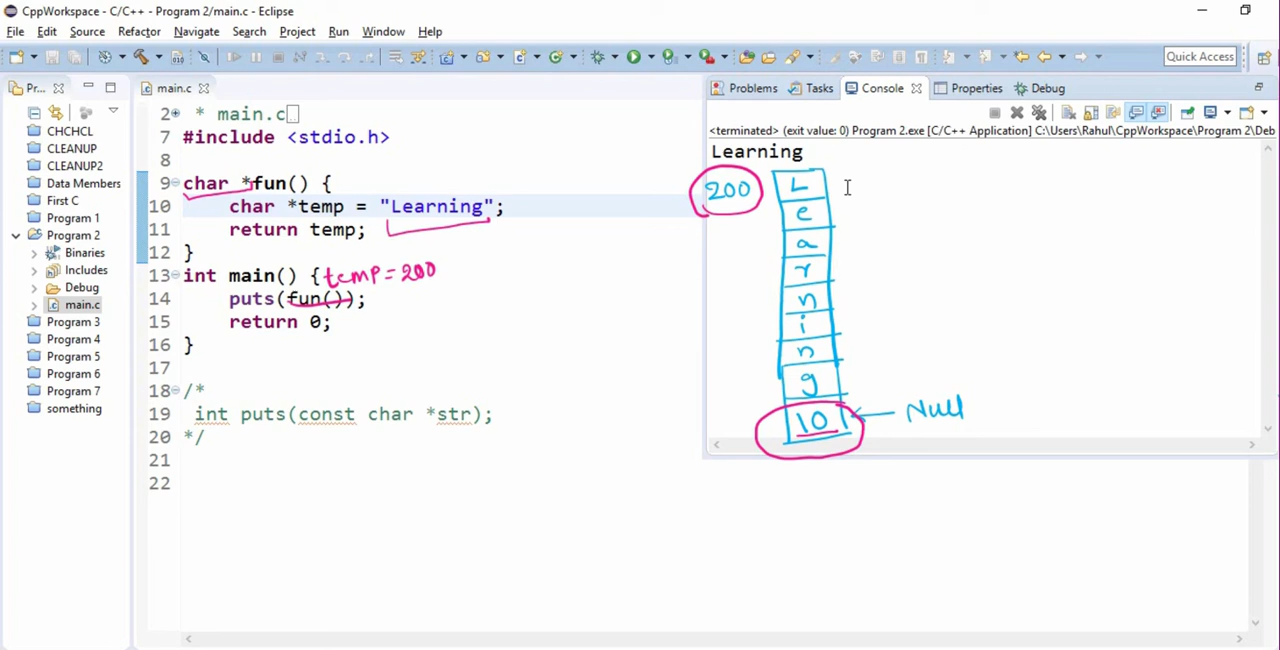 CppWorkspace - C/C++ - Program 2/main.c - Eclipse
File Edit Source Refactor Navigate Search Project Run Window Help
Quick Access
Pr...
main.c
Problems Tasks Console Properties Debug
<terminated> (exit value: 0) Program 2.exe [C/C++ Application] C:\Users\Rahul\CppWorkspace\Program 2\Deb
CHCHCL
CLEANUP
CLEANUP2
Data Members
First C
Program 1
Program 2
Binaries
Includes
Debug
main.c
Program 3
Program 4
Program 5
Program 6
Program 7
something
2 * main.c
7 #include <stdio.h>
8
9 char *fun() {
10 char *temp = "Learning";
11 return temp;
12 }
13 int main() { temp=200
14 puts(fun());
15 return 0;
16 }
17
18 /*
19 int puts(const char *str);
20 */
21
22
Learning
200 L
e
a
r
n
i
n
g
\0 Null